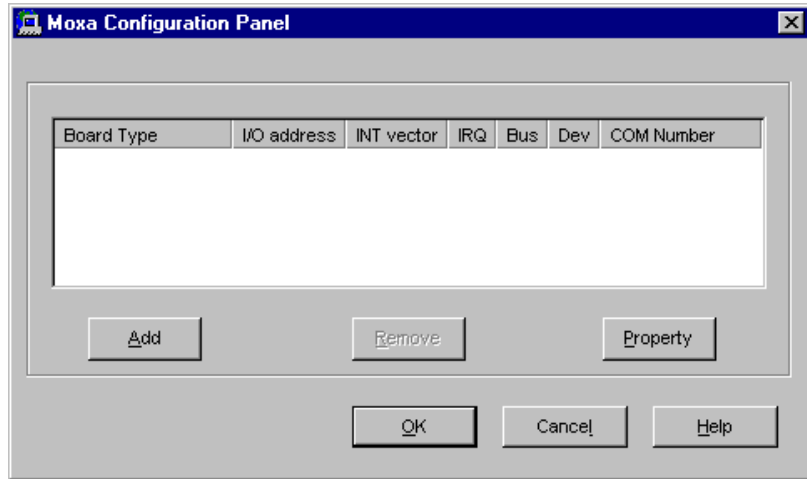 Moxa Configuration Panel
Board Type I/O address INT vector IRQ Bus Dev COM Number
Add Remove Property
OK Cancel Help